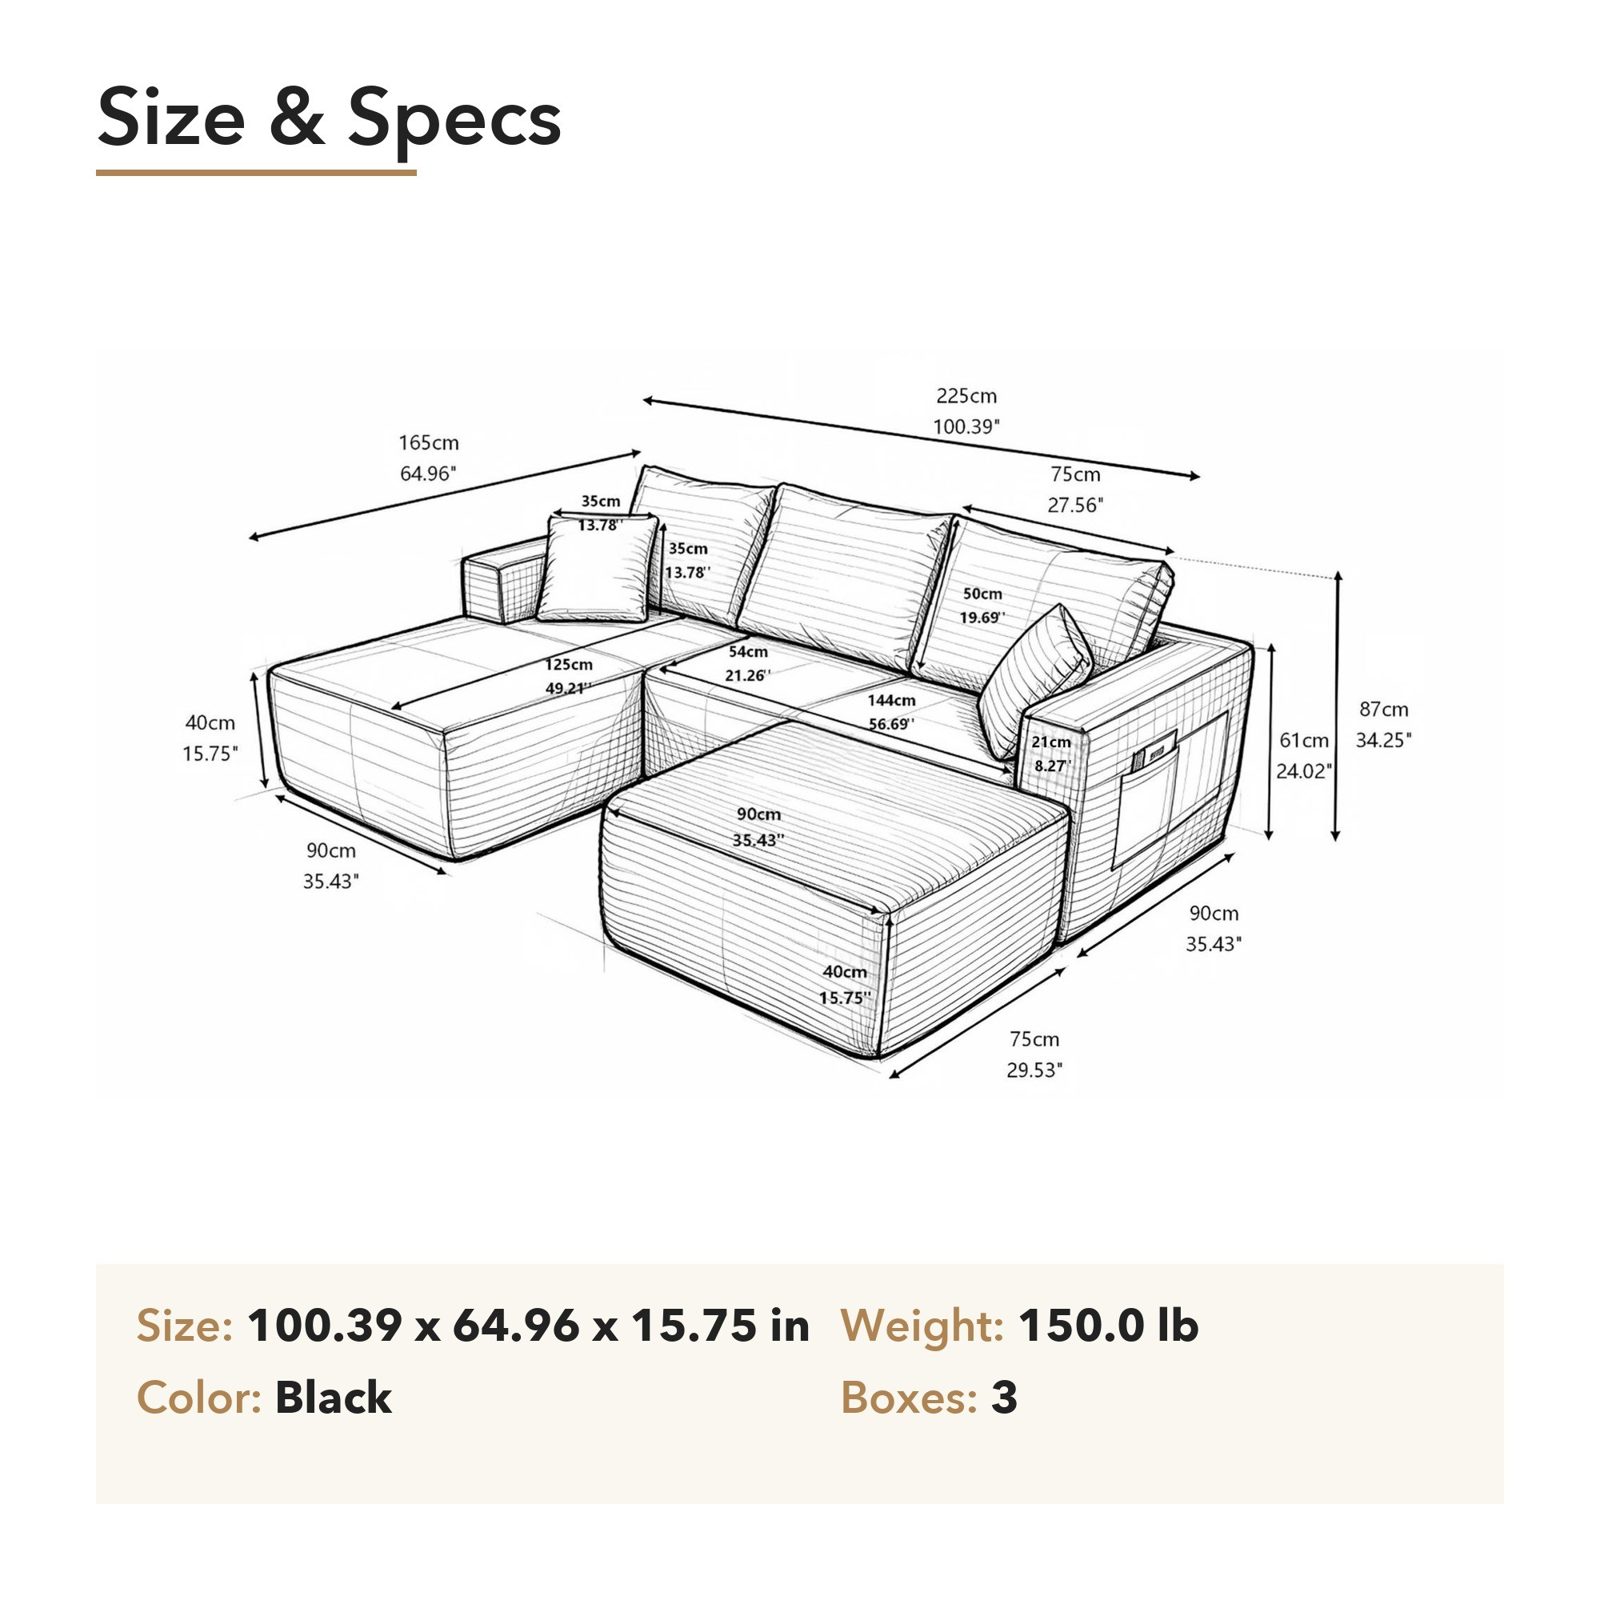 Size & Specs
225cm
100.39"
165cm
64.96"
75cm
27.56"
35cm
13.78''
35cm
13.78''
50cm
19.69''
54cm
21.26''
125cm
49.21''
144cm
56.69''
40cm
15.75"
87cm
34.25"
61cm
24.02"
21cm
8.27''
90cm
35.43''
90cm
35.43"
90cm
35.43"
40cm
15.75''
75cm
29.53"
Size: 100.39 x 64.96 x 15.75 in
Weight: 150.0 lb
Color: Black
Boxes: 3